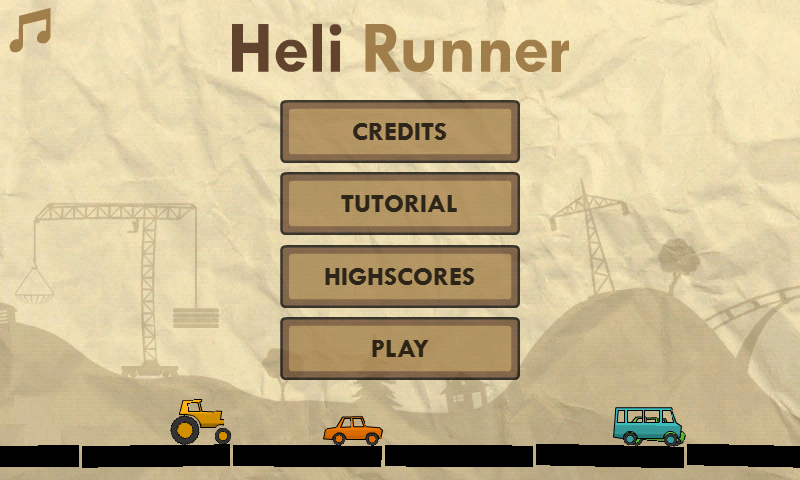 Heli Runner
CREDITS
TUTORIAL
HIGHSCORES
PLAY